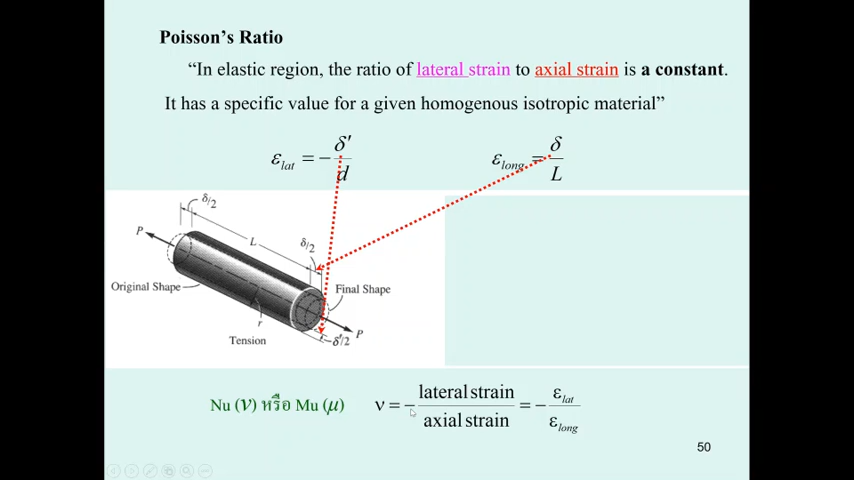 Poisson's Ratio
“In elastic region, the ratio of lateral strain to axial strain is a constant.
It has a specific value for a given homogenous isotropic material”
ε_lat = − δ′/d
ε_long = δ/L
δ/2
P
L
δ/2
Original Shape
Final Shape
r
P
Tension
δ′/2
Nu (ν) หรือ Mu (μ)
ν = − lateral strain / axial strain = − ε_lat / ε_long
50